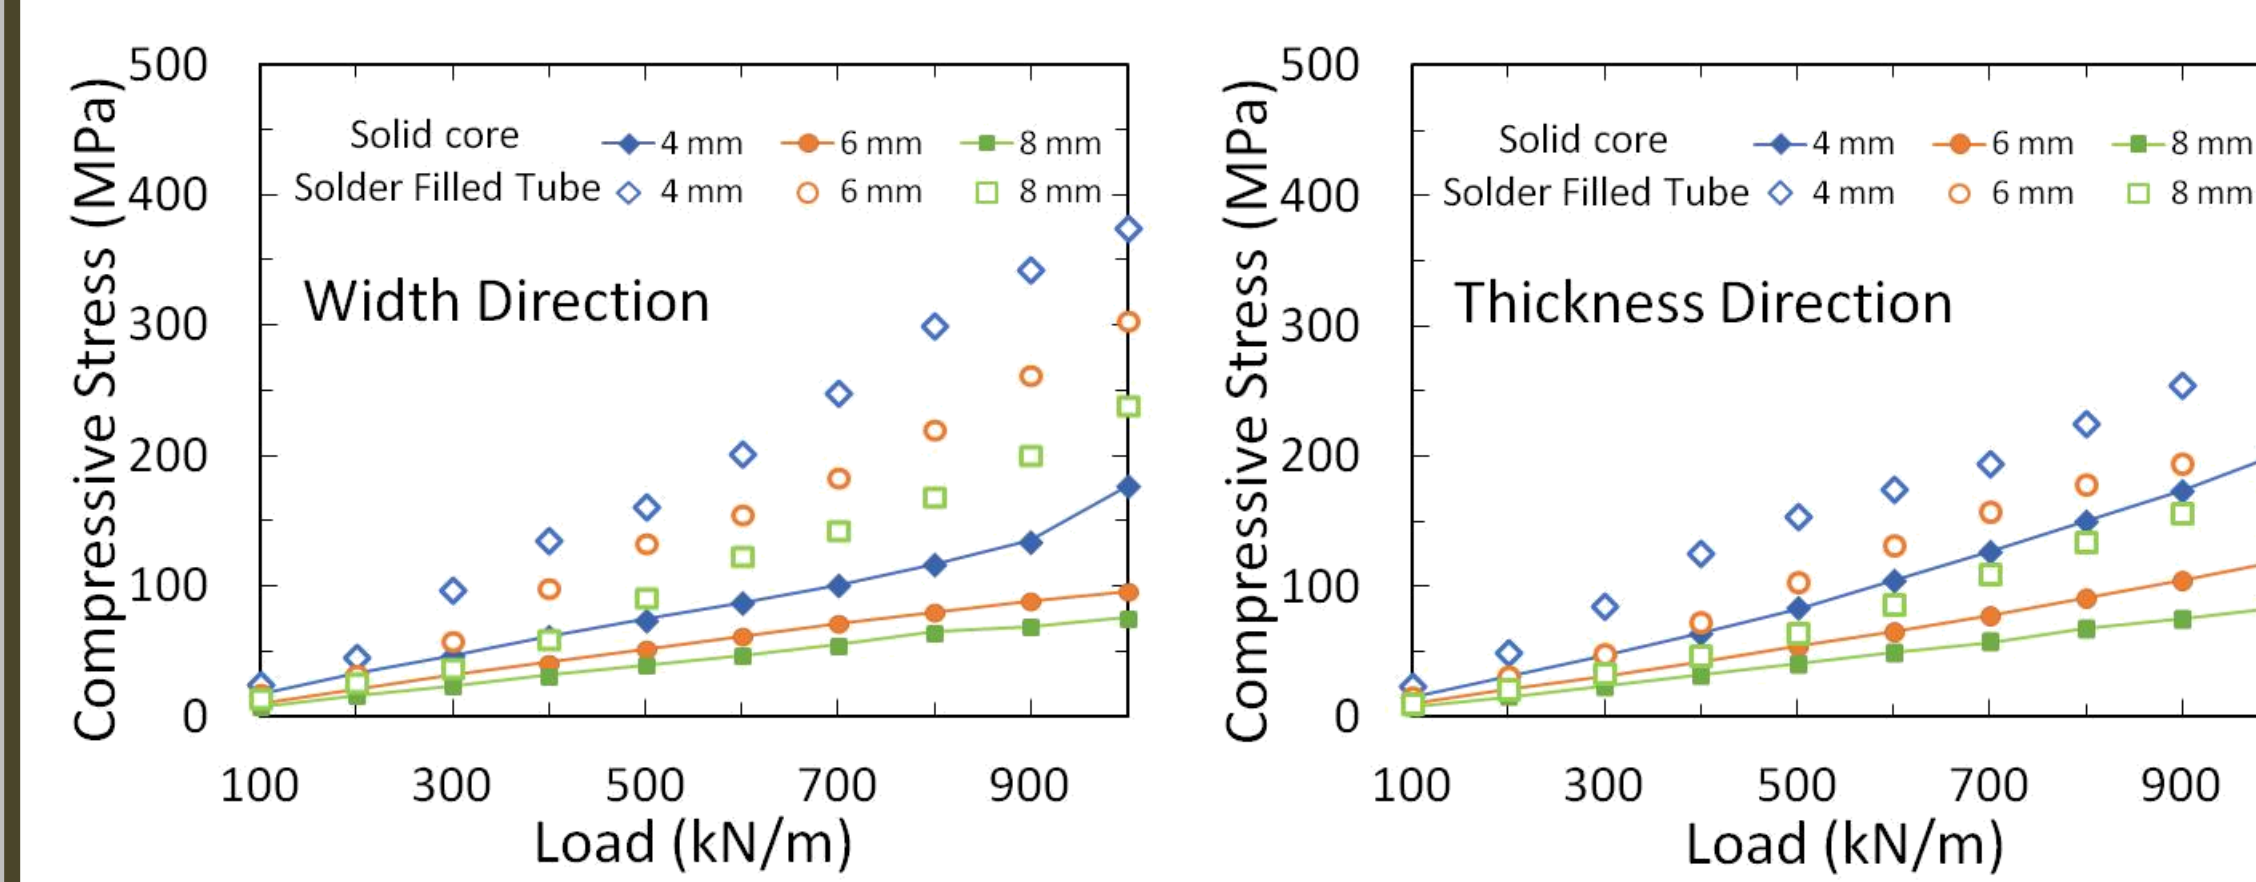 Compressive Stress (MPa)
500
400
300
200
100
0
Solid core 4 mm 6 mm 8 mm
Solder Filled Tube 4 mm 6 mm 8 mm
Width Direction
100 300 500 700 900
Load (kN/m)
Compressive Stress (MPa)
500
400
300
200
100
0
Solid core 4 mm 6 mm 8 mm
Solder Filled Tube 4 mm 6 mm 8 mm
Thickness Direction
100 300 500 700 900
Load (kN/m)